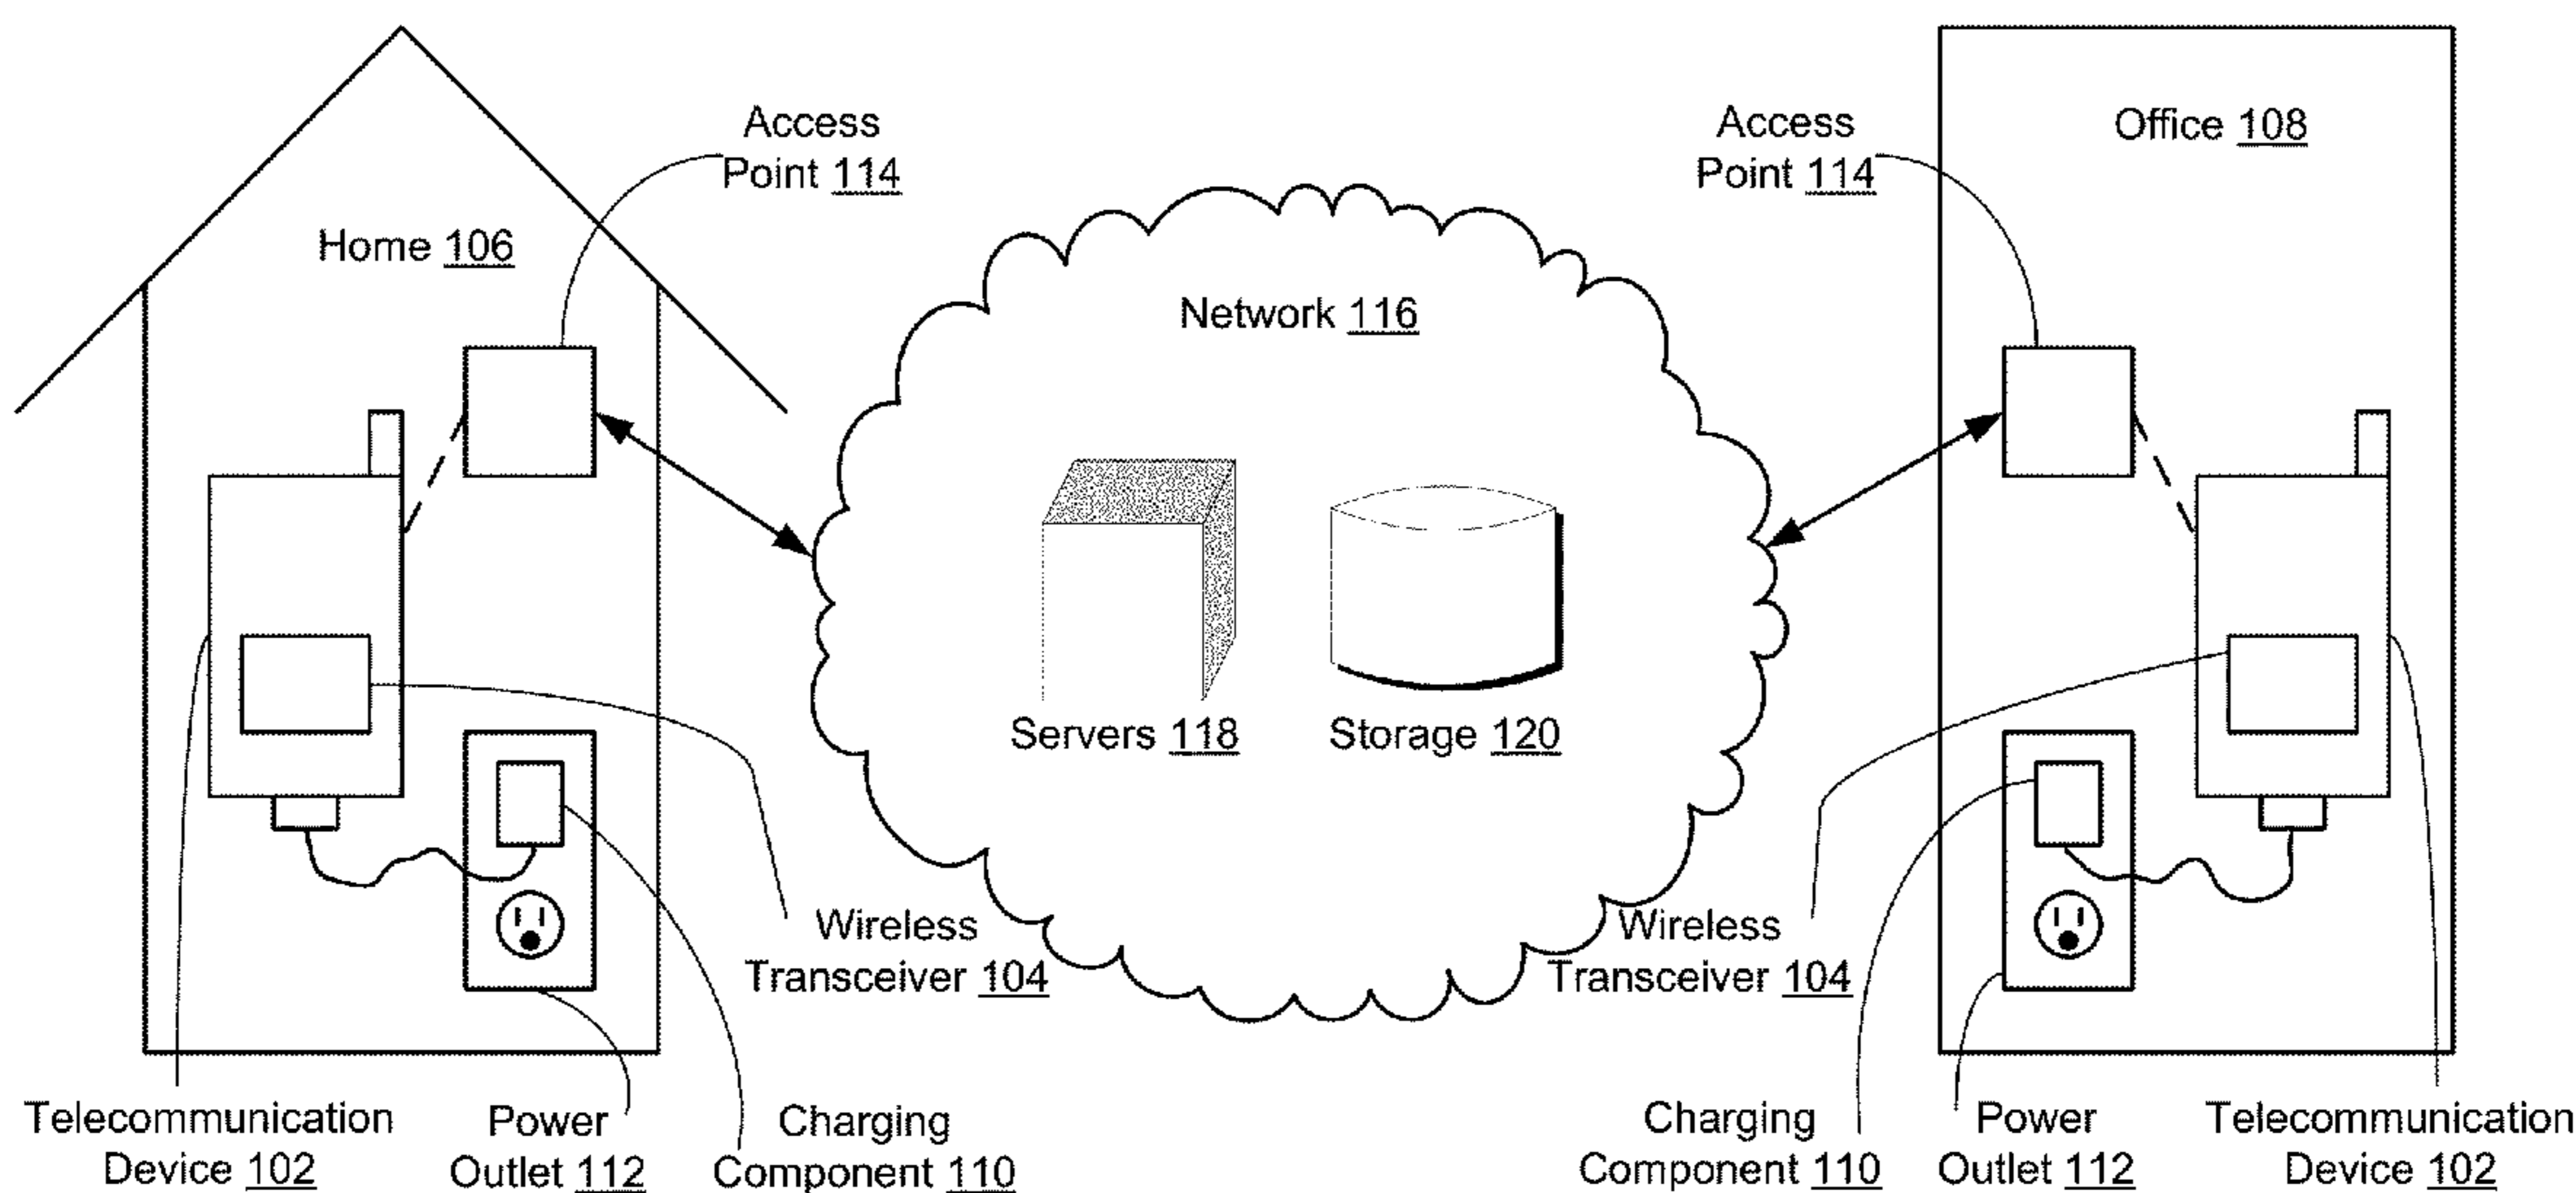 Access
Point 114
Home 106
Network 116
Servers 118
Storage 120
Access
Point 114
Office 108
Wireless
Transceiver 104
Wireless
Transceiver 104
Telecommunication
Device 102
Power
Outlet 112
Charging
Component 110
Charging
Component 110
Power
Outlet 112
Telecommunication
Device 102